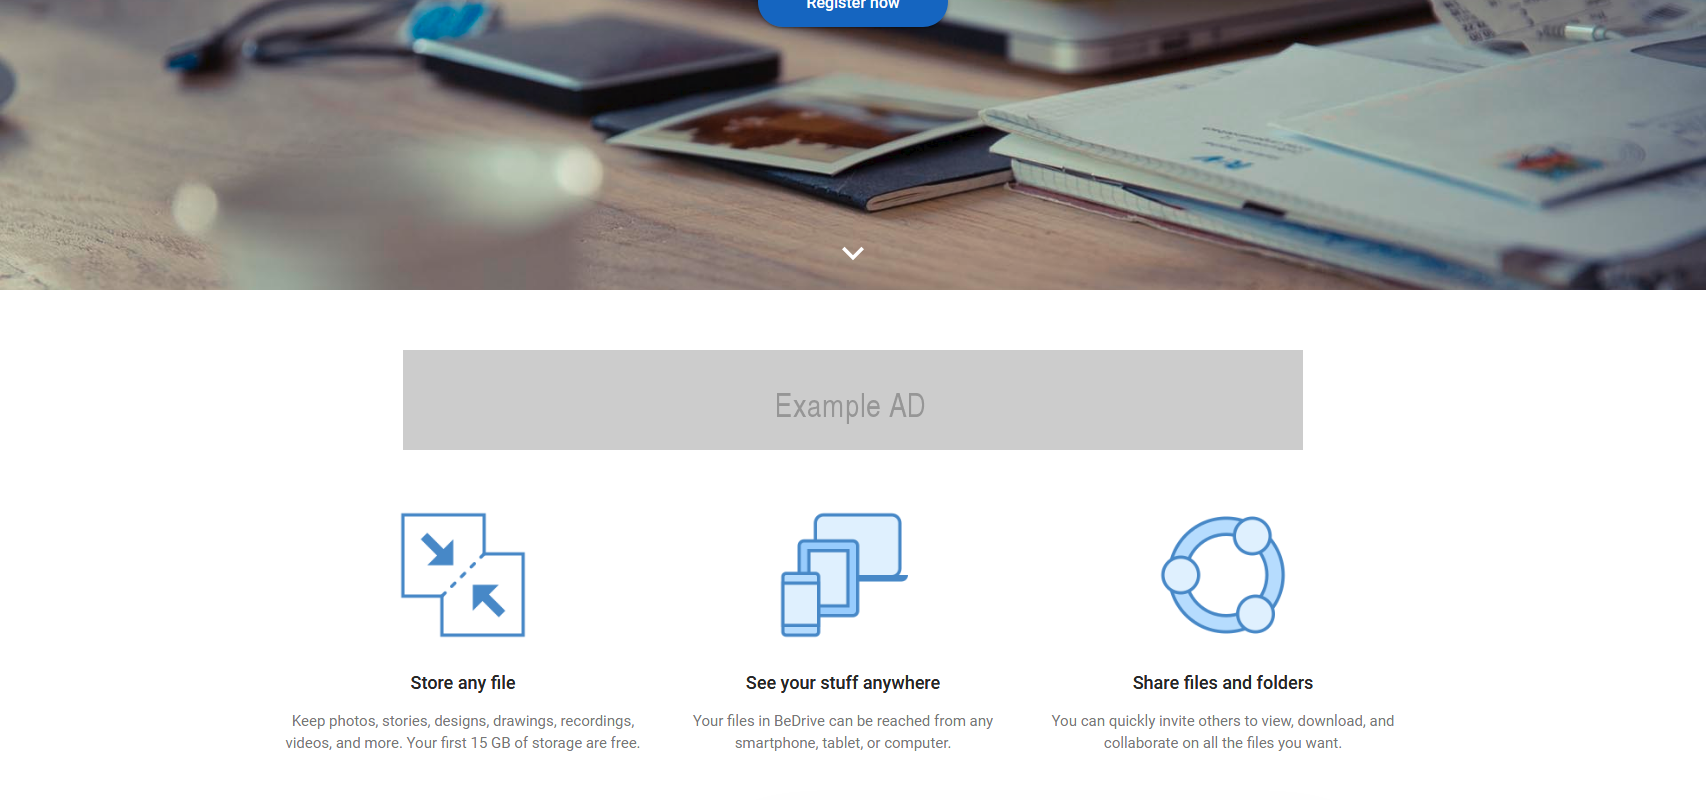 Register now
Example AD
Store any file
Keep photos, stories, designs, drawings, recordings,
videos, and more. Your first 15 GB of storage are free.
See your stuff anywhere
Your files in BeDrive can be reached from any
smartphone, tablet, or computer.
Share files and folders
You can quickly invite others to view, download, and
collaborate on all the files you want.